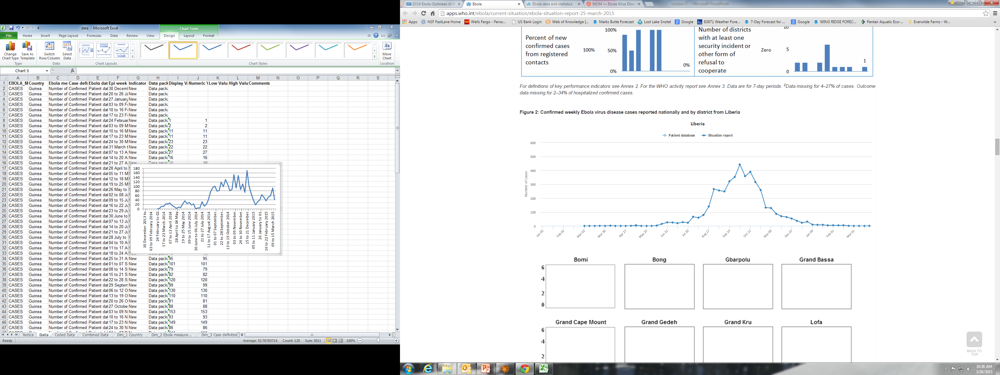 data - Microsoft Excel
Chart Tools
File Home Insert Page Layout Formulas Data Review View Design Layout Format
Change Chart Type
Save As Template
Switch Row/Column
Select Data
Move Chart
Type Data Chart Layouts Chart Styles Location
Chart 3
fx
A B C D E F G H I J K L M N O P Q R S
1 EBOLA_M Country Ebola me Case defi Ebola dat Epi week Indicator Data pack Display Va Numeric V Low Valu High Valu Comments
2 CASES Guinea Number of Confirmed Patient dat 30 Decem New Data packa
3 CASES Guinea Number of Confirmed Patient dat 20 to 26 Ja New Data packa
4 CASES Guinea Number of Confirmed Patient dat 27 January New Data packa
5 CASES Guinea Number of Confirmed Patient dat 03 to 09 F New Data packa
6 CASES Guinea Number of Confirmed Patient dat 10 to 16 F New Data packa
7 CASES Guinea Number of Confirmed Patient dat 17 to 23 F New Data packa
8 CASES Guinea Number of Confirmed Patient dat 24 Februar New Data packa 1 1
9 CASES Guinea Number of Confirmed Patient dat 03 to 09 M New Data packa 2 2
10 CASES Guinea Number of Confirmed Patient dat 10 to 16 M New Data packa 11 11
11 CASES Guinea Number of Confirmed Patient dat 17 to 23 M New Data packa 11 11
12 CASES Guinea Number of Confirmed Patient dat 24 to 30 M New Data packa 23 23
13 CASES Guinea Number of Confirmed Patient dat 31 March t New Data packa 22 22
14 CASES Guinea Number of Confirmed Patient dat 07 to 13 A New Data packa 27 27
15 CASES Guinea Number of Confirmed Patient dat 14 to 20 A New Data packa 16 16
16 CASES Guinea Number of Confirmed Patient dat 21 to 27 A New Data packa 10 10
17 CASES Guinea Number of Confirmed Patient dat 28 April to
18 CASES Guinea Number of Confirmed Patient dat 05 to 11 M
19 CASES Guinea Number of Confirmed Patient dat 12 to 18 M
20 CASES Guinea Number of Confirmed Patient dat 19 to 25 M
21 CASES Guinea Number of Confirmed Patient dat 26 May to
22 CASES Guinea Number of Confirmed Patient dat 02 to 08 Ju
23 CASES Guinea Number of Confirmed Patient dat 09 to 15 Ju
24 CASES Guinea Number of Confirmed Patient dat 16 to 22 Ju
25 CASES Guinea Number of Confirmed Patient dat 23 to 29 Ju
26 CASES Guinea Number of Confirmed Patient dat 30 June to
27 CASES Guinea Number of Confirmed Patient dat 07 to 13 Ju
28 CASES Guinea Number of Confirmed Patient dat 14 to 20 Ju
29 CASES Guinea Number of Confirmed Patient dat 21 to 27 Ju
30 CASES Guinea Number of Confirmed Patient dat 28 July to
31 CASES Guinea Number of Confirmed Patient dat 04 to 10 A
32 CASES Guinea Number of Confirmed Patient dat 11 to 17 A
33 CASES Guinea Number of Confirmed Patient dat 18 to 24 A
34 CASES Guinea Number of Confirmed Patient dat 25 to 31 A New Data packa 95 95
35 CASES Guinea Number of Confirmed Patient dat 01 to 07 S New Data packa 101 101
36 CASES Guinea Number of Confirmed Patient dat 08 to 14 S New Data packa 79 79
37 CASES Guinea Number of Confirmed Patient dat 15 to 21 S New Data packa 82 82
38 CASES Guinea Number of Confirmed Patient dat 22 to 28 S New Data packa 120 120
39 CASES Guinea Number of Confirmed Patient dat 29 Septem New Data packa 99 99
40 CASES Guinea Number of Confirmed Patient dat 06 to 12 O New Data packa 130 130
41 CASES Guinea Number of Confirmed Patient dat 13 to 19 O New Data packa 110 110
42 CASES Guinea Number of Confirmed Patient dat 20 to 26 O New Data packa 81 81
43 CASES Guinea Number of Confirmed Patient dat 27 Octobe New Data packa 88 88
44 CASES Guinea Number of Confirmed Patient dat 03 to 09 N New Data packa 153 153
45 CASES Guinea Number of Confirmed Patient dat 10 to 16 N New Data packa 93 93
46 CASES Guinea Number of Confirmed Patient dat 17 to 23 N New Data packa 149 149
47 CASES Guinea Number of Confirmed Patient dat 24 to 30 N New Data packa 86 86
180
160
140
120
100
80
60
40
20
0
30 December 2013 to...
03 to 09 February 2014
24 February to 02...
17 to 23 March 2014
07 to 13 April 2014
28 April to 04 May...
19 to 25 May 2014
09 to 15 June 2014
30 June to 06 July 2014
21 to 27 July 2014
11 to 17 August 2014
01 to 07 September...
22 to 28 September...
13 to 19 October 2014
03 to 09 November...
24 to 30 November...
15 to 21 December...
05 to 11 January 2015
26 January to 01...
16 to 22 February 2015
09 to 15 March 2015
Notice Data Coded Data Combined Data Dim_1 Country Dim_2 Ebola measure... Dim_3 Case definition
Ready Average: 53.76785714 Count: 120 Sum: 3011 100%
2014 Ebola Outbreak in W Ebola Ebola data and statistics NEJM — Ebola Virus Dise You
apps.who.int/ebola/current-situation/ebola-situation-report-25-march-2015
Apps NSF FastLane Home Wells Fargo - Perso... US Bank Login Web of Knowledge [... Marks Butte Forecast Lost Lake Snotel Google 83871 Weather Fore... 7-Day Forecast for ... Google WING RIDGE FOREC... Pentair Aquatic Eco-... Everwilde Farms - W... »
Percent of new
confirmed cases
from registered
contacts
100%
100%
50%
0%
0%
Number of districts
with at least one
security incident or
other form of
refusal to
cooperate
Zero
10
5
0
1
For definitions of key performance indicators see Annex 2. For the WHO activity report see Annex 3. Data are for 7-day periods. ‡Data missing for 4–27% of cases. Outcome
data missing for 2–34% of hospitalized confirmed cases.
Figure 2: Confirmed weekly Ebola virus disease cases reported nationally and by district from Liberia
Liberia
Patient database Situation report
Number of cases
600
500
400
300
200
100
0
Jan 05 Feb 02 Mar 02 Mar 30 Apr 27 May 25 Jun 22 Jul 20 Aug 17 Sep 14 Oct 12 Nov 09 Dec 07 Jan 04 Feb 01 Mar 01
Bomi Bong Gbarpolu Grand Bassa
6
4
2
0
Grand Cape Mount Grand Gedeh Grand Kru Lofa
6
4
2
BACK TO
TOP
10:36 AM
3/26/2015